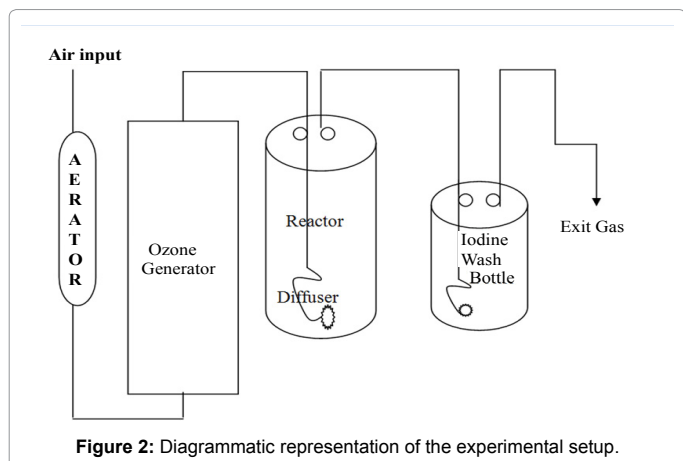 Air input
A
E
R
A
T
O
R
Ozone
Generator
Reactor
Diffuser
Iodine
Wash
Bottle
Exit Gas
Figure 2: Diagrammatic representation of the experimental setup.